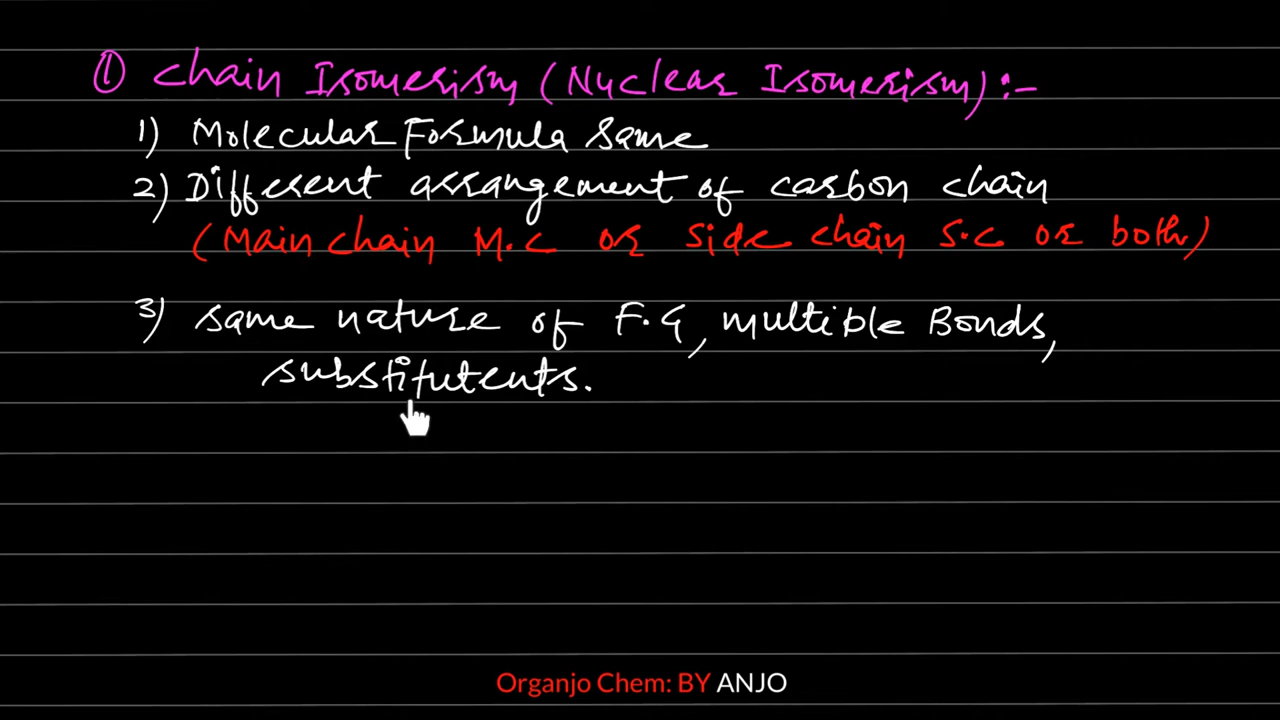 ① Chain Isomerism (Nuclear Isomerism) :-
1) Molecular Formula Same
2) Different arrangement of carbon chain
(Main chain M.C or side chain S.C or both)
3) same nature of F.G, multible Bonds,
substitutents.
Organjo Chem: BY ANJO